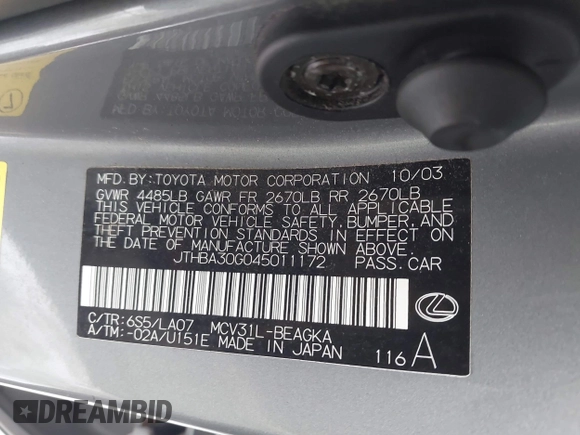 MFD.BY:TOYOTA MOTOR CORPORATION 10/03
GVWR 4485LB GAWR FR 2670LB RR 2670LB
THIS VEHICLE CONFORMS TO ALL APPLICABLE
FEDERAL MOTOR VEHICLE SAFETY, BUMPER, AND
THEFT PREVENTION STANDARDS IN EFFECT ON
THE DATE OF MANUFACTURE SHOWN ABOVE.
JTHBA30G045011172 PASS.CAR
C/TR:6S5/LA07 MCV31L-BEAGKA
A/TM:-02A/U151E MADE IN JAPAN
116 A
DREAMBID